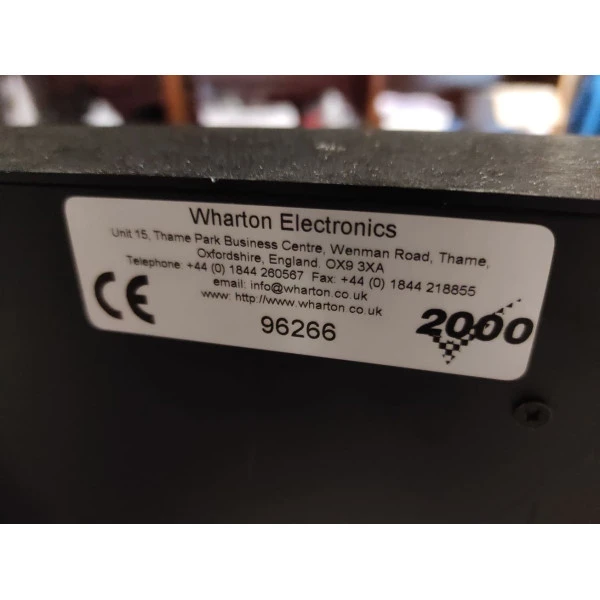 Wharton Electronics
Unit 15, Thame Park Business Centre, Wenman Road, Thame,
Oxfordshire, England. OX9 3XA
Telephone: +44 (0) 1844 260567 Fax: +44 (0) 1844 218855
email: info@wharton.co.uk
www: http://www.wharton.co.uk
CE
96266
2000